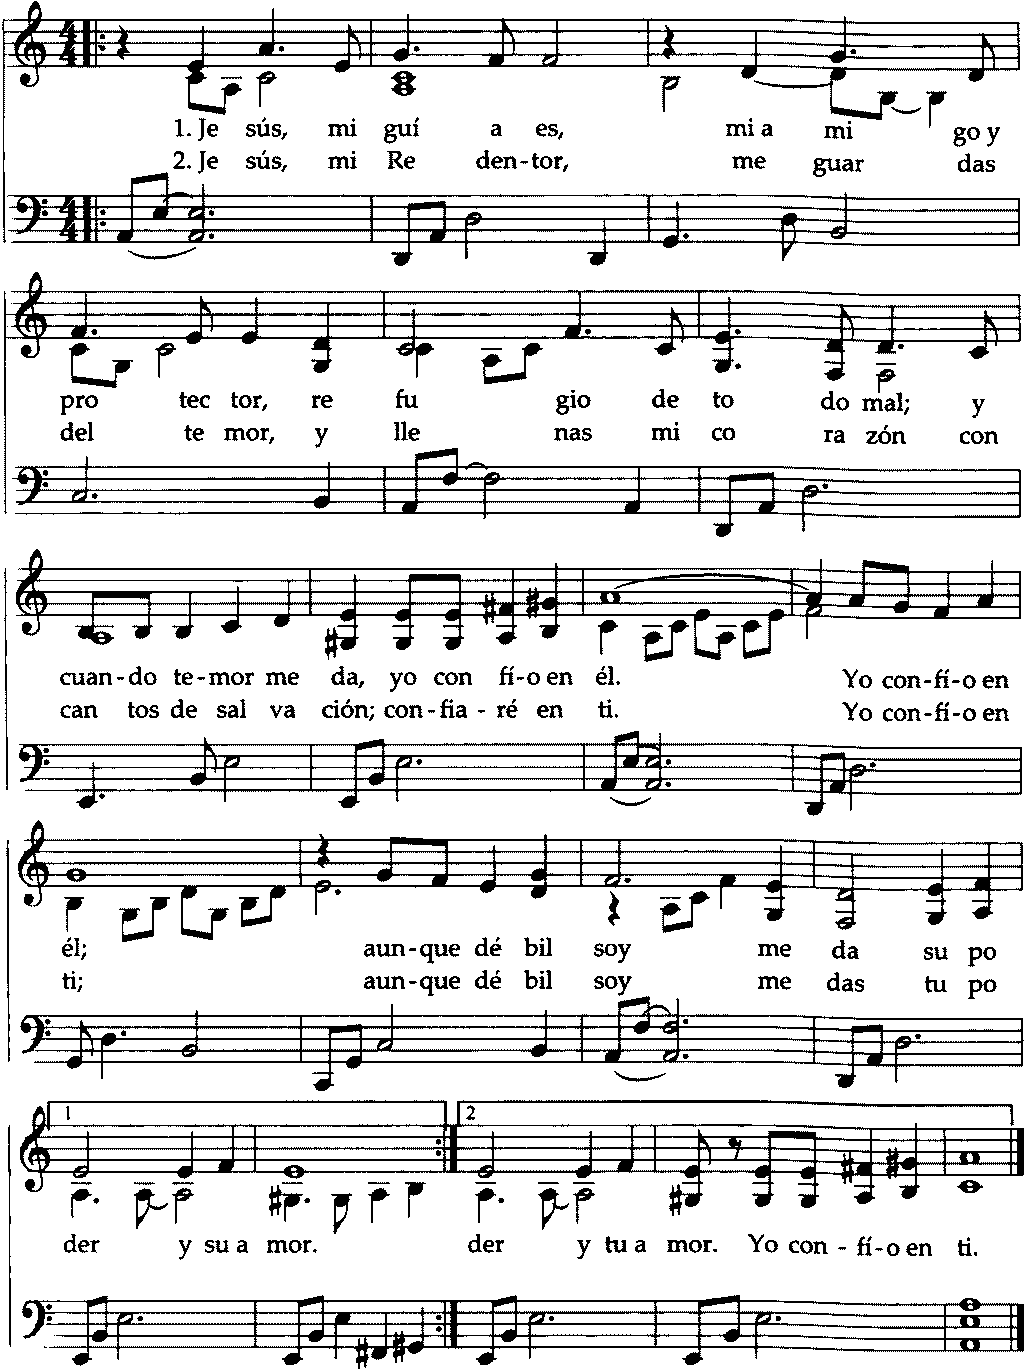 1. Je sús, mi guí a es, mi a mi go y
2. Je sús, mi Re den-tor, me guar das
pro tec tor, re fu gio de to do mal; y
del te mor, y lle nas mi co ra zón con
cuan-do te-mor me da, yo con fí-o en él. Yo con-fí-o en
can tos de sal va ción; con-fia-ré en ti. Yo con-fí-o en
él; aun-que dé bil soy me da su po
ti; aun-que dé bil soy me das tu po
1 2
der y su a mor. der y tu a mor. Yo con-fí-o en ti.